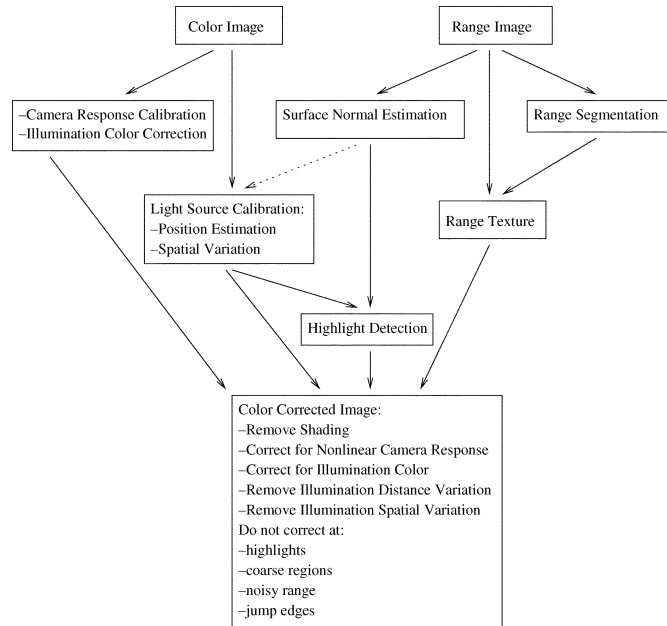 Color Image
Range Image
–Camera Response Calibration
–Illumination Color Correction
Surface Normal Estimation
Range Segmentation
Light Source Calibration:
–Position Estimation
–Spatial Variation
Range Texture
Highlight Detection
Color Corrected Image:
–Remove Shading
–Correct for Nonlinear Camera Response
–Correct for Illumination Color
–Remove Illumination Distance Variation
–Remove Illumination Spatial Variation
Do not correct at:
–highlights
–coarse regions
–noisy range
–jump edges